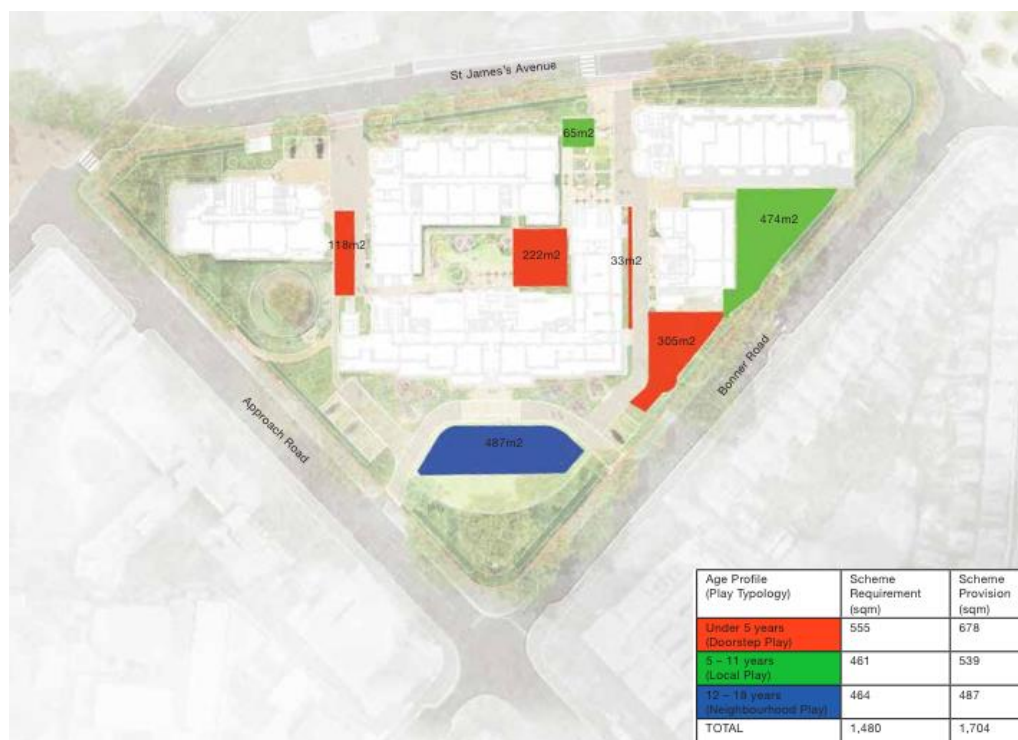 St James's Avenue
65m2
474m2
118m2
222m2
33m2
305m2
Bonner Road
Approach Road
487m2
Age Profile
(Play Typology)
Scheme
Requirement
(sqm)
Scheme
Provision
(sqm)
Under 5 years
(Doorstep Play)
555
678
5 – 11 years
(Local Play)
461
539
12 – 18 years
(Neighbourhood Play)
464
487
TOTAL
1,480
1,704